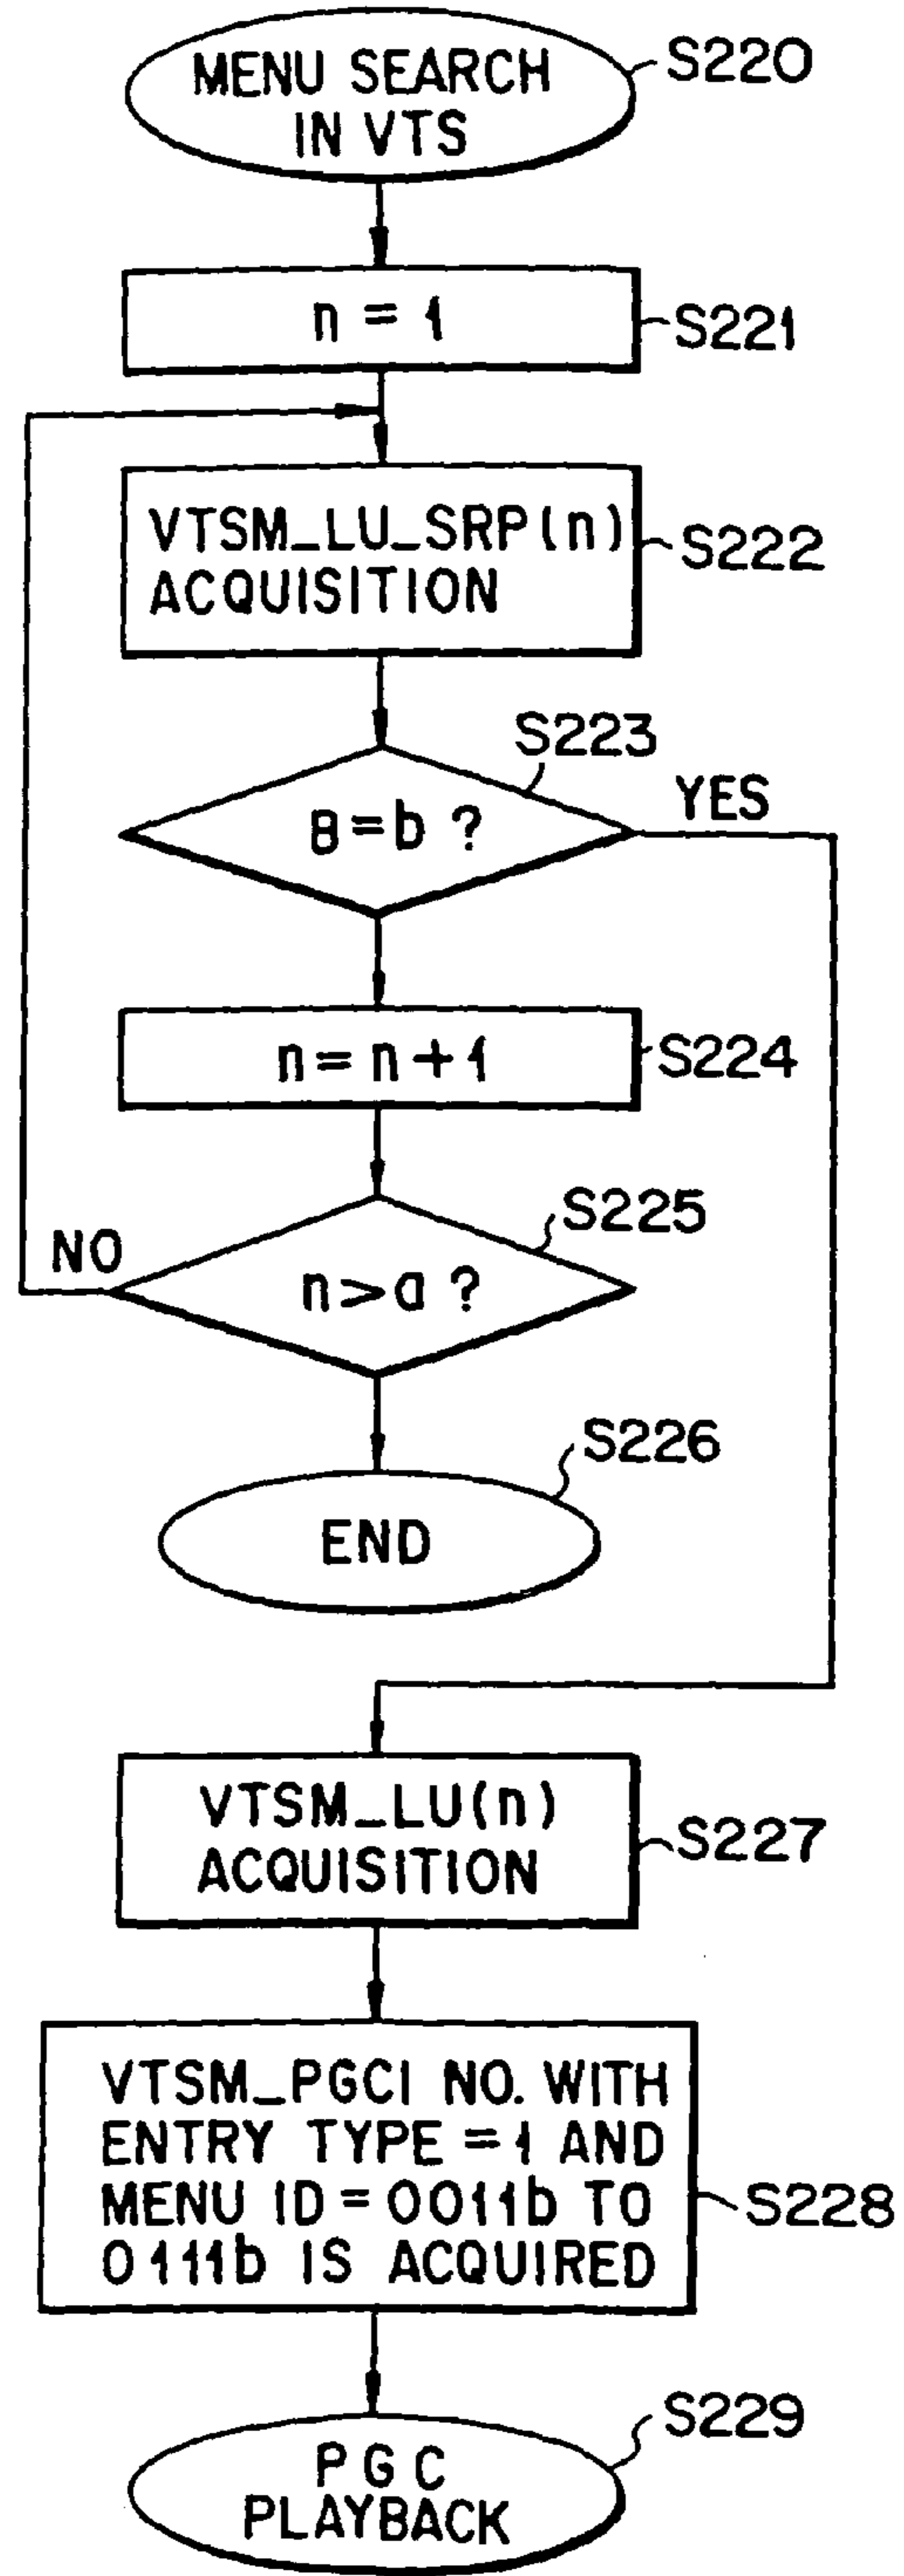 MENU SEARCH
IN VTS
S220
n = 1
S221
VTSM_LU_SRP(n)
ACQUISITION
S222
S223
B = b ?
YES
n = n + 1
S224
S225
NO
n > a ?
S226
END
VTSM_LU(n)
ACQUISITION
S227
VTSM_PGCI NO. WITH
ENTRY TYPE = 1 AND
MENU ID = 0011b TO
0111b IS ACQUIRED
S228
S229
PGC
PLAYBACK